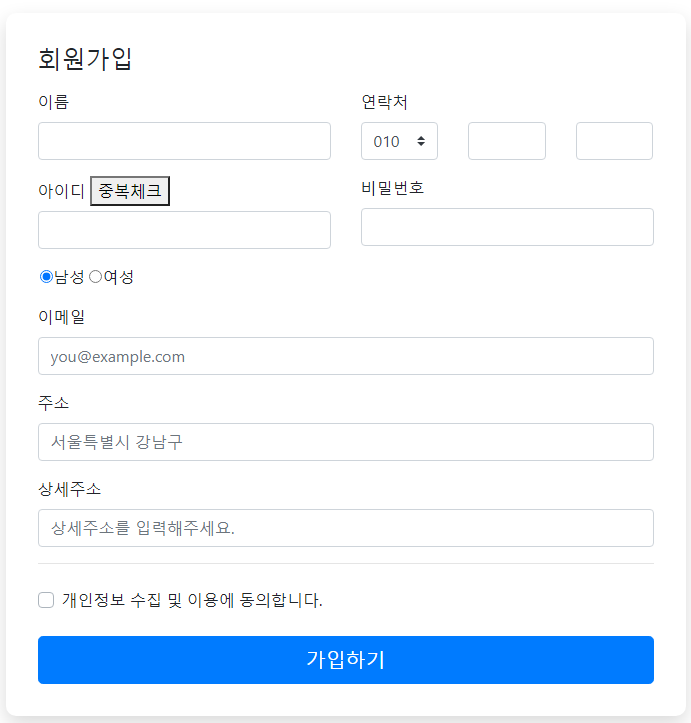 회원가입
이름 연락처
010
아이디 중복체크 비밀번호
남성 여성
이메일
you@example.com
주소
서울특별시 강남구
상세주소
상세주소를 입력해주세요.
개인정보 수집 및 이용에 동의합니다.
가입하기